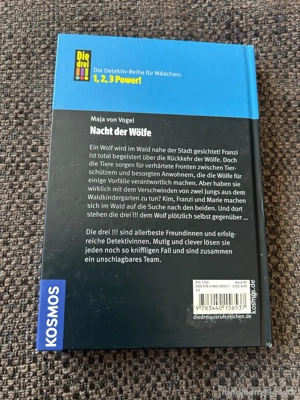 Die
drei
!!!
Die Detektiv-Reihe für Mädchen:
1, 2, 3 Power!
Maja von Vogel
Nacht der Wölfe
Ein Wolf wird im Wald nahe der Stadt gesichtet! Franzi
ist total begeistert über die Rückkehr der Wölfe. Doch
die Tiere sorgen für verhärtete Fronten zwischen Tier-
schützern und besorgten Anwohnern, die die Wölfe für
einige Vorfälle verantwortlich machen. Aber haben sie
wirklich mit dem Verschwinden von zwei Jungs aus dem
Waldkindergarten zu tun? Kim, Franzi und Marie machen
sich im Wald auf die Suche nach den beiden. Und dort
stehen die drei !!! dem Wolf plötzlich selbst gegenüber ...
Die drei !!! sind allerbeste Freundinnen und erfolg-
reiche Detektivinnen. Mutig und clever lösen sie
jeden noch so kniffligen Fall und sind zusammen
ein unschlagbares Team.
KOSMOS
kosmos.de
diedreiausrufezeichen.de